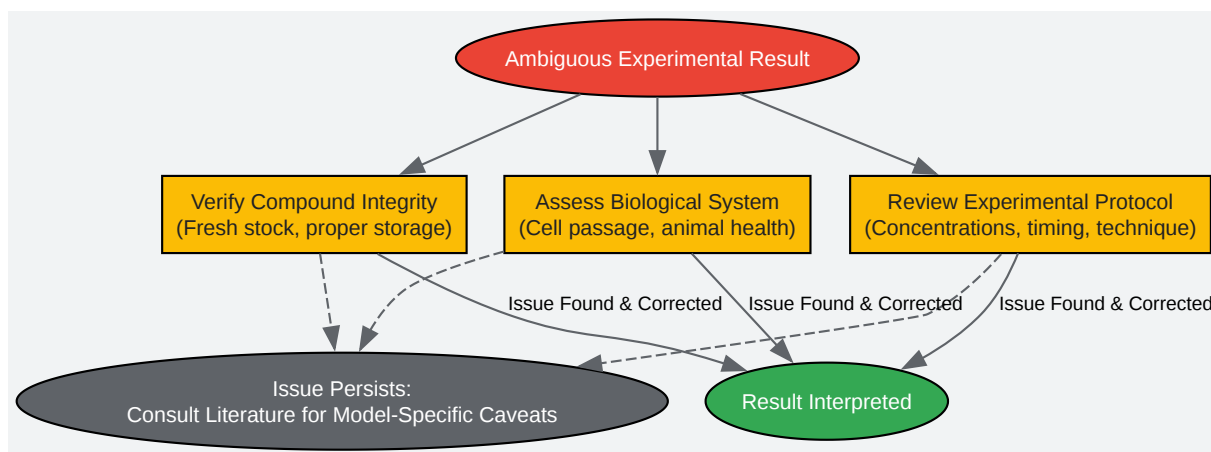 Ambiguous Experimental Result
Verify Compound Integrity
(Fresh stock, proper storage)
Assess Biological System
(Cell passage, animal health)
Review Experimental Protocol
(Concentrations, timing, technique)
Issue Found & Corrected
Issue Found & Corrected
Issue Found & Corrected
Issue Persists:
Consult Literature for Model-Specific Caveats
Result Interpreted